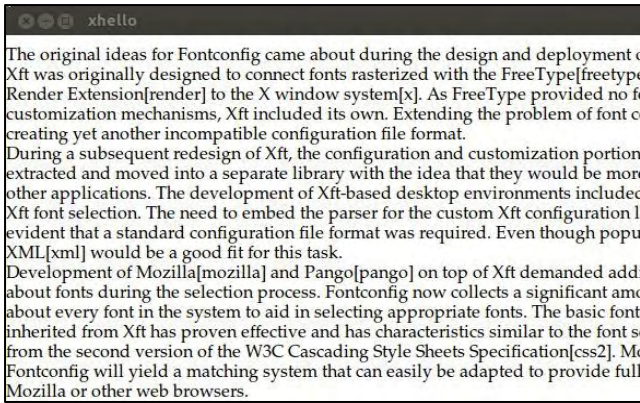 xhello
The original ideas for Fontconfig came about during the design and deployment
Xft was originally designed to connect fonts rasterized with the FreeType[freetype
Render Extension[render] to the X window system[x]. As FreeType provided no
customization mechanisms, Xft included its own. Extending the problem of font
creating yet another incompatible configuration file format.
During a subsequent redesign of Xft, the configuration and customization portion
extracted and moved into a separate library with the idea that they would be more
other applications. The development of Xft-based desktop environments included
Xft font selection. The need to embed the parser for the custom Xft configuration
evident that a standard configuration file format was required. Even though
XML[xml] would be a good fit for this task.
Development of Mozilla[mozilla] and Pango[pango] on top of Xft demanded
about fonts during the selection process. Fontconfig now collects a significant
about every font in the system to aid in selecting appropriate fonts. The basic font
inherited from Xft has proven effective and has characteristics similar to the font
from the second version of the W3C Cascading Style Sheets Specification[css2].
Fontconfig will yield a matching system that can easily be adapted to provide full
Mozilla or other web browsers.